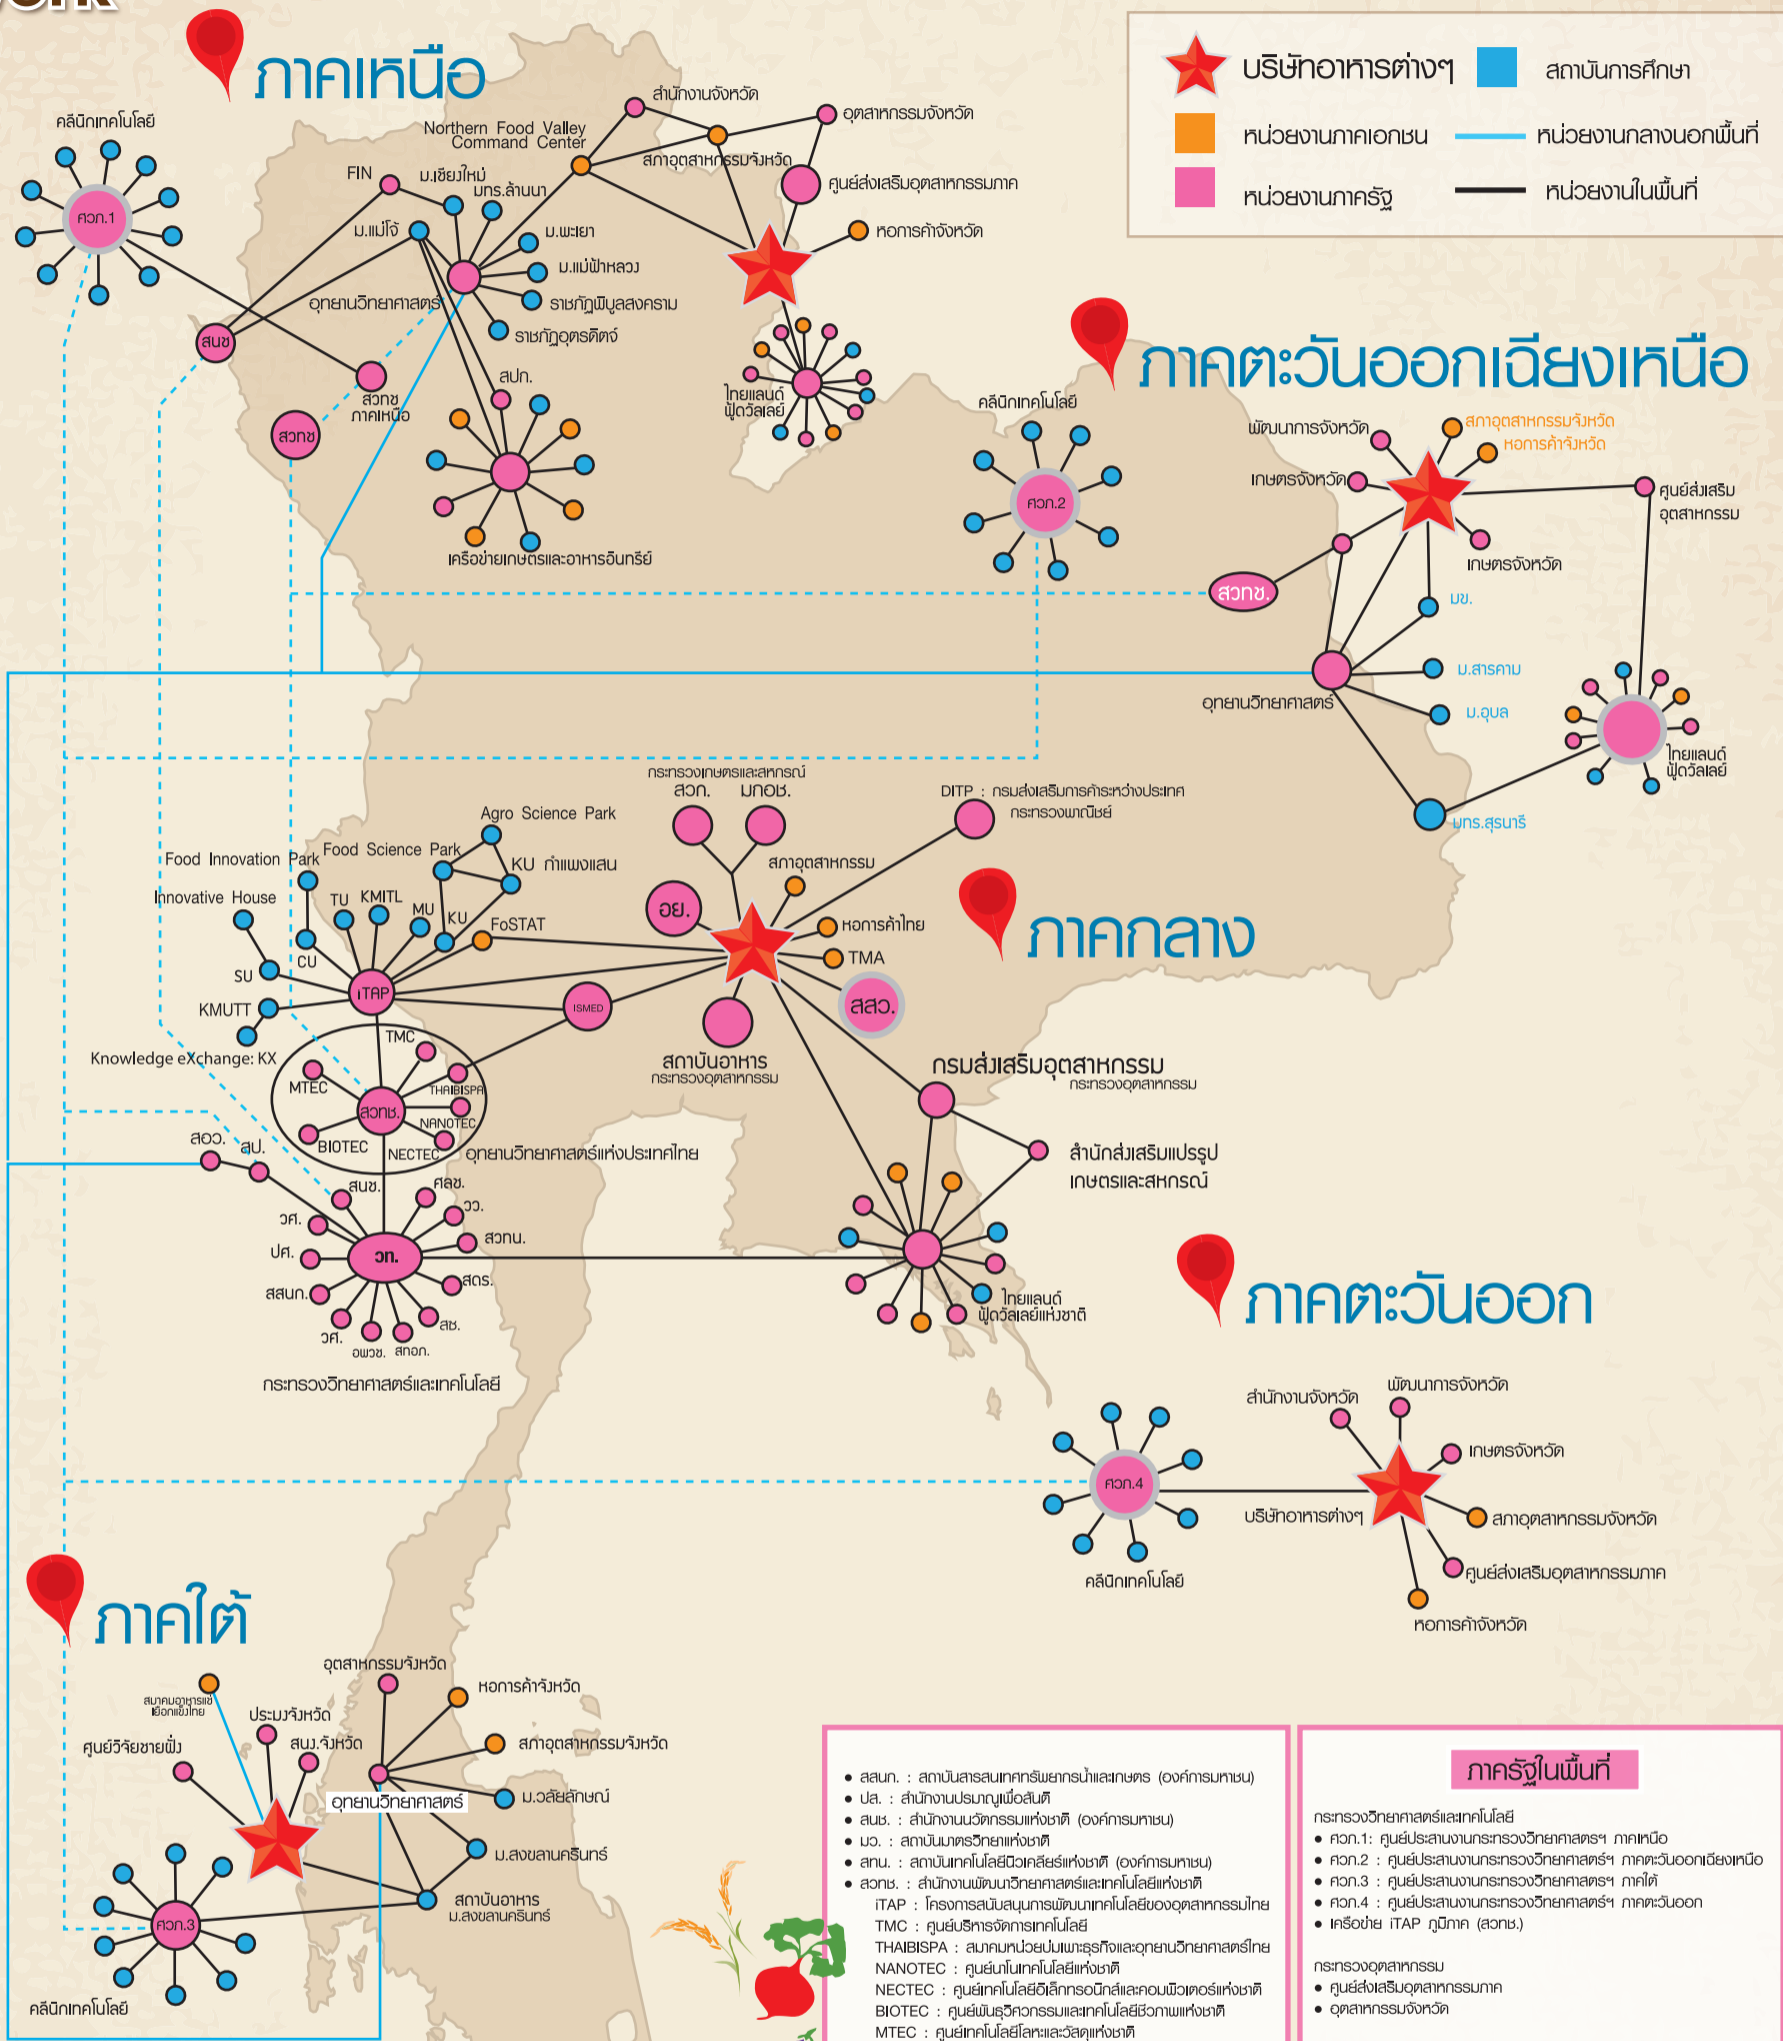 ภาคเหนือ
บริษัทอาหารต่างๆ
สถาบันการศึกษา
หน่วยงานภาคเอกชน
หน่วยงานกลางนอกพื้นที่
หน่วยงานภาครัฐ
หน่วยงานในพื้นที่
คลีนิกเทคโนโลยี
ศวภ.1
สำนักงานจังหวัด
อุตสาหกรรมจังหวัด
Northern Food Valley
Command Center
สภาอุตสาหกรรมจังหวัด
ศูนย์ส่งเสริมอุตสาหกรรมภาค
หอการค้าจังหวัด
FIN
ม.เชียงใหม่
มทร.ล้านนา
ม.แม่โจ้
ม.พะเยา
ม.แม่ฟ้าหลวง
ราชภัฏพิบูลสงคราม
ราชภัฏอุตรดิตจ์
อุทยานวิทยาศาสตร์
สนช
สวทช
ภาคเหนือ
สวทช
สปก.
เครือข่ายเกษตรและอาหารอินทรีย์
ไทยแลนด์
ฟู้ดวัลเลย์
ภาคตะวันออกเฉียงเหนือ
คลีนิกเทคโนโลยี
ศวภ.2
พัฒนาการจังหวัด
สภาอุตสาหกรรมจังหวัด
หอการค้าจังหวัด
เกษตรจังหวัด
ศูนย์ส่งเสริม
อุตสาหกรรม
เกษตรจังหวัด
สวทช.
มข.
ม.สารคาม
ม.อุบล
อุทยานวิทยาศาสตร์
มทร.สุรนารี
ไทยแลนด์
ฟู้ดวัลเลย์
ภาคกลาง
กระทรวงเกษตรและสหกรณ์
สวก.
มกอช.
DITP : กรมส่งเสริมการค้าระหว่างประเทศ
กระทรวงพาณิชย์
สภาอุตสาหกรรม
อย.
หอการค้าไทย
TMA
สสว.
สถาบันอาหาร
กระทรวงอุตสาหกรรม
Agro Science Park
Food Science Park
KU กำแพงแสน
Food Innovation Park
Innovative House
TU
KMITL
MU
KU
FoSTAT
CU
SU
iTAP
KMUTT
Knowledge eXchange: KX
ISMED
TMC
MTEC
THAIBISPA
สวทช.
NANOTEC
BIOTEC
NECTEC
อุทยานวิทยาศาสตร์แห่งประเทศไทย
กรมส่งเสริมอุตสาหกรรม
กระทรวงอุตสาหกรรม
สำนักส่งเสริมแปรรูป
เกษตรและสหกรณ์
ไทยแลนด์
ฟู้ดวัลเลย์แห่งชาติ
สอว.
สป.
สนช.
ศลช.
วว.
วศ.
สวทน.
ปศ.
วท.
สดร.
สสนก.
สช.
วศ.
อพวช.
สทอภ.
กระทรวงวิทยาศาสตร์และเทคโนโลยี
ภาคตะวันออก
สำนักงานจังหวัด
พัฒนาการจังหวัด
เกษตรจังหวัด
ศวภ.4
บริษัทอาหารต่างๆ
สภาอุตสาหกรรมจังหวัด
ศูนย์ส่งเสริมอุตสาหกรรมภาค
หอการค้าจังหวัด
คลีนิกเทคโนโลยี
ภาคใต้
สมาคมอาหารแช่
เยือกแข็งไทย
ประมงจังหวัด
สนง.จังหวัด
ศูนย์วิจัยชายฝั่ง
อุตสาหกรรมจังหวัด
หอการค้าจังหวัด
สภาอุตสาหกรรมจังหวัด
อุทยานวิทยาศาสตร์
ม.วลัยลักษณ์
ม.สงขลานครินทร์
สถาบันอาหาร
ม.สงขลานครินทร์
ศวภ.3
คลีนิกเทคโนโลยี
• สสนก. : สถาบันสารสนเทศทรัพยากรน้ำและเกษตร (องค์การมหาชน)
• ปส. : สำนักงานปรมาณูเพื่อสันติ
• สนช. : สำนักงานนวัตกรรมแห่งชาติ (องค์การมหาชน)
• มว. : สถาบันมาตรวิทยาแห่งชาติ
• สทน. : สถาบันเทคโนโลยีนิวเคลียร์แห่งชาติ (องค์การมหาชน)
• สวทช. : สำนักงานพัฒนาวิทยาศาสตร์และเทคโนโลยีแห่งชาติ
iTAP : โครงการสนับสนุนการพัฒนาเทคโนโลยีของอุตสาหกรรมไทย
TMC : ศูนย์บริหารจัดการเทคโนโลยี
THAIBISPA : สมาคมหน่วยบ่มเพาะธุรกิจและอุทยานวิทยาศาสตร์ไทย
NANOTEC : ศูนย์นาโนเทคโนโลยีแห่งชาติ
NECTEC : ศูนย์เทคโนโลยีอิเล็กทรอนิกส์และคอมพิวเตอร์แห่งชาติ
BIOTEC : ศูนย์พันธุวิศวกรรมและเทคโนโลยีชีวภาพแห่งชาติ
MTEC : ศูนย์เทคโนโลยีโลหะและวัสดุแห่งชาติ
ภาครัฐในพื้นที่
กระทรวงวิทยาศาสตร์และเทคโนโลยี
• ศวภ.1: ศูนย์ประสานงานกระทรวงวิทยาศาสตรฯ ภาคเหนือ
• ศวภ.2 : ศูนย์ประสานงานกระทรวงวิทยาศาสตร์ฯ ภาคตะวันออกเฉียงเหนือ
• ศวภ.3 : ศูนย์ประสานงานกระทรวงวิทยาศาสตรฯ ภาคใต้
• ศวภ.4 : ศูนย์ประสานงานกระทรวงวิทยาศาสตร์ฯ ภาคตะวันออก
• เครือข่าย iTAP ภูมิภาค (สวทช.)
กระทรวงอุตสาหกรรม
• ศูนย์ส่งเสริมอุตสาหกรรมภาค
• อุตสาหกรรมจังหวัด